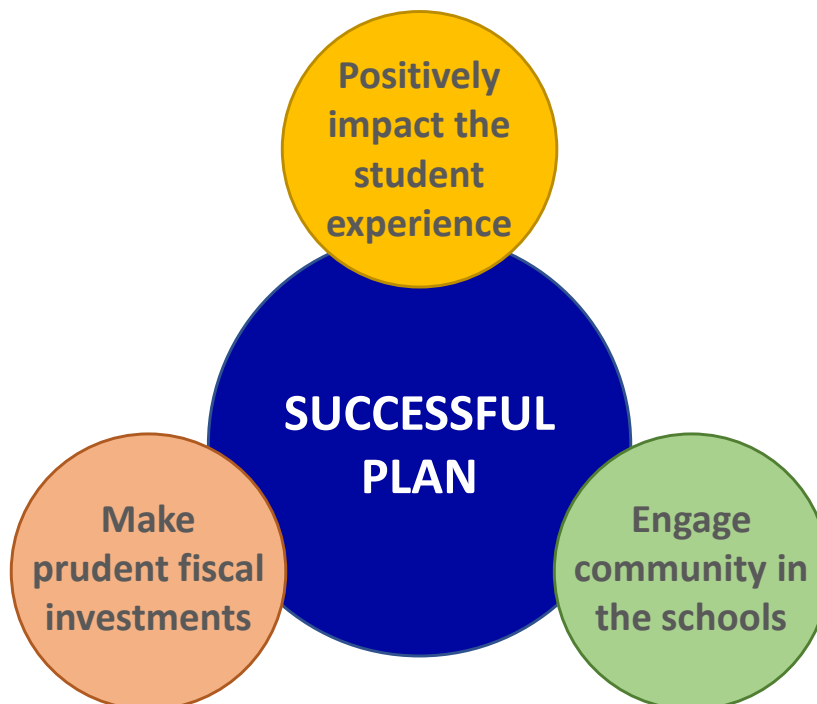 Positively
impact the
student
experience
SUCCESSFUL
PLAN
Make
prudent fiscal
investments
Engage
community in
the schools